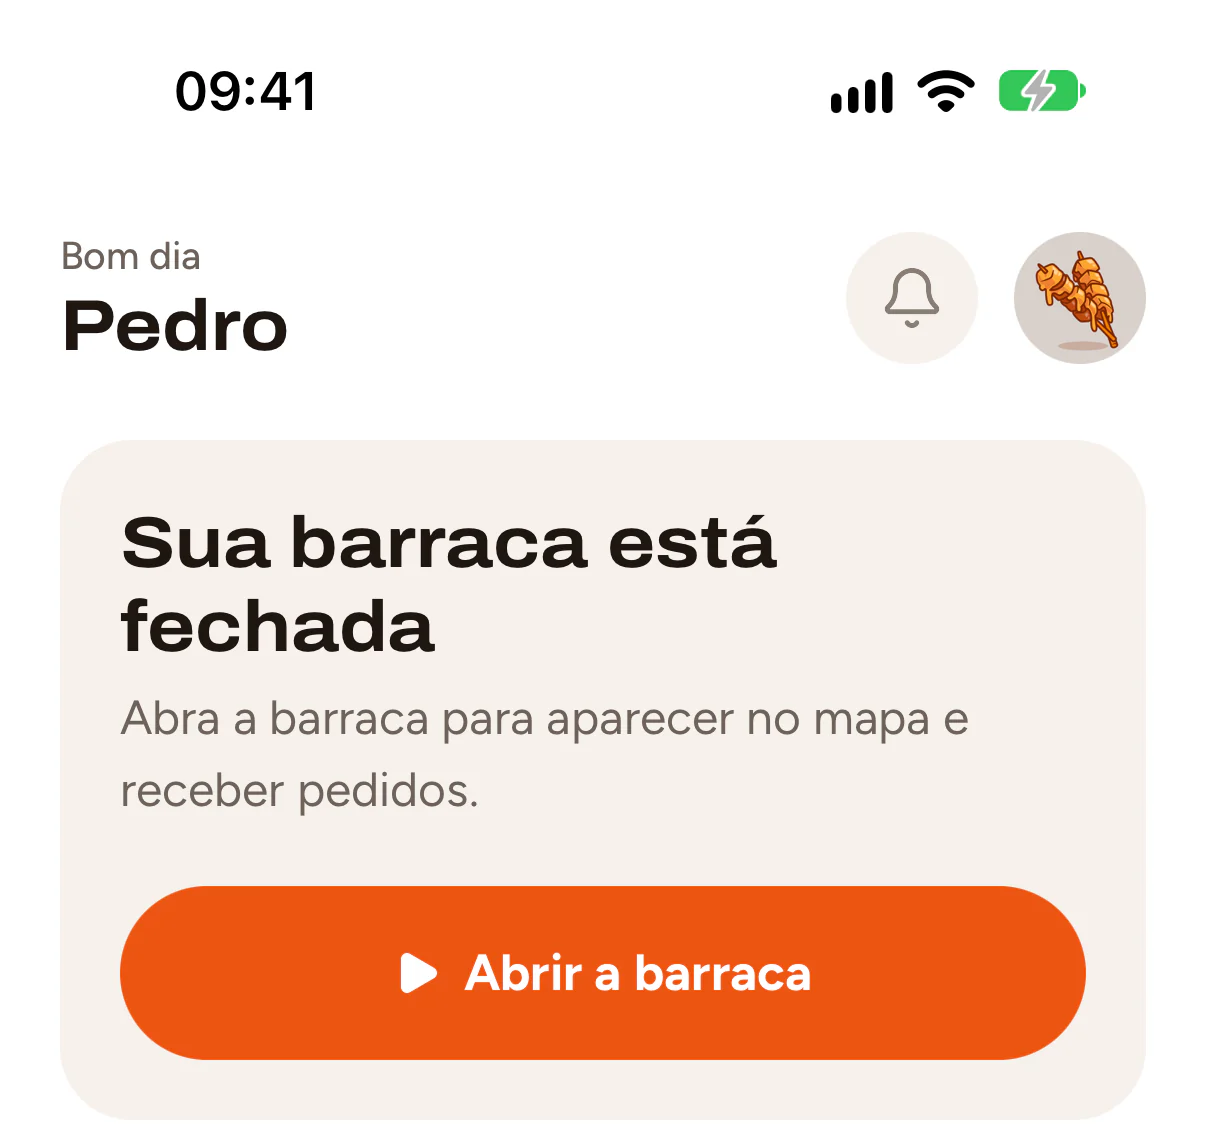 09:41
Bom dia
Pedro
Sua barraca está
fechada
Abra a barraca para aparecer no mapa e
receber pedidos.
Abrir a barraca